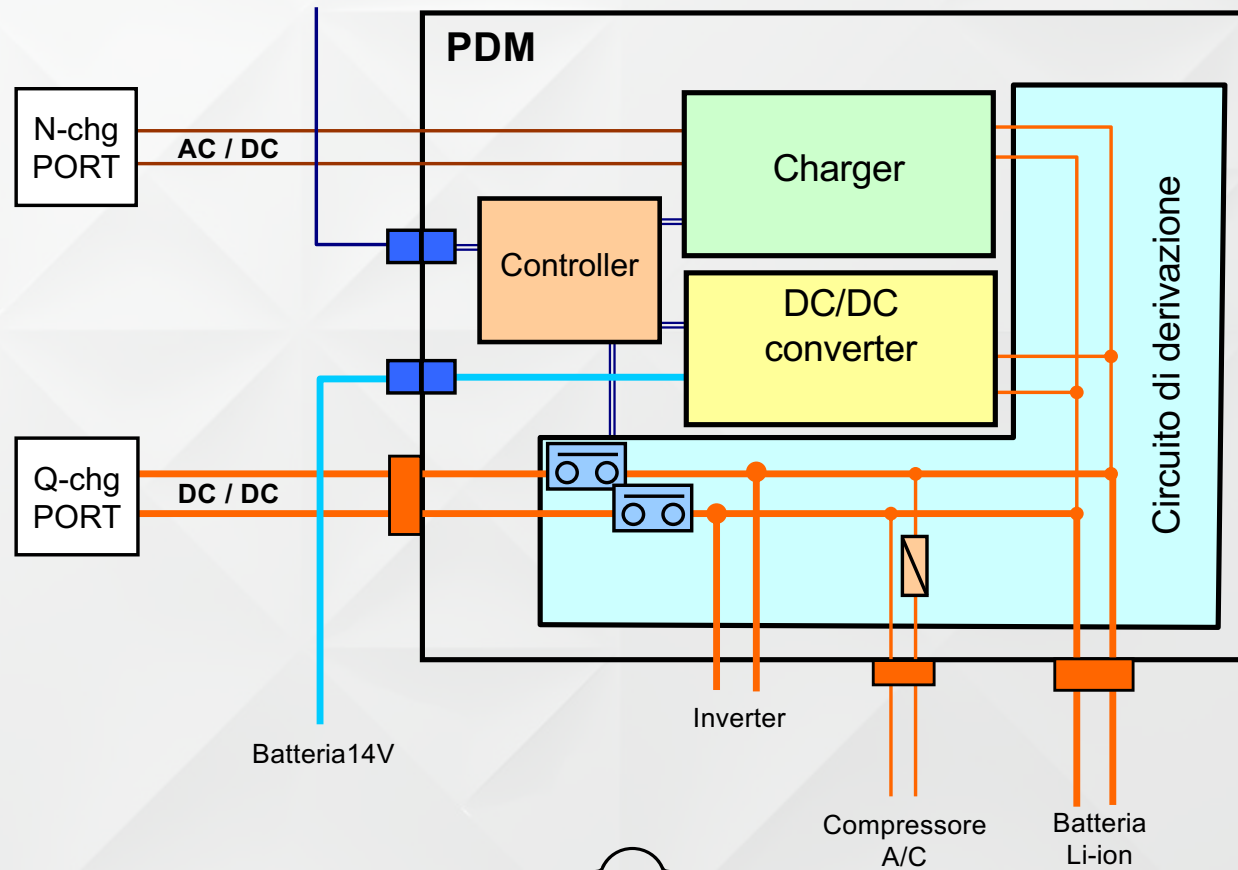 PDM
N-chg
PORT
AC / DC
Charger
Controller
DC/DC
converter
Circuito di derivazione
Q-chg
PORT
DC / DC
Inverter
Batteria14V
Compressore
A/C
Batteria
Li-ion